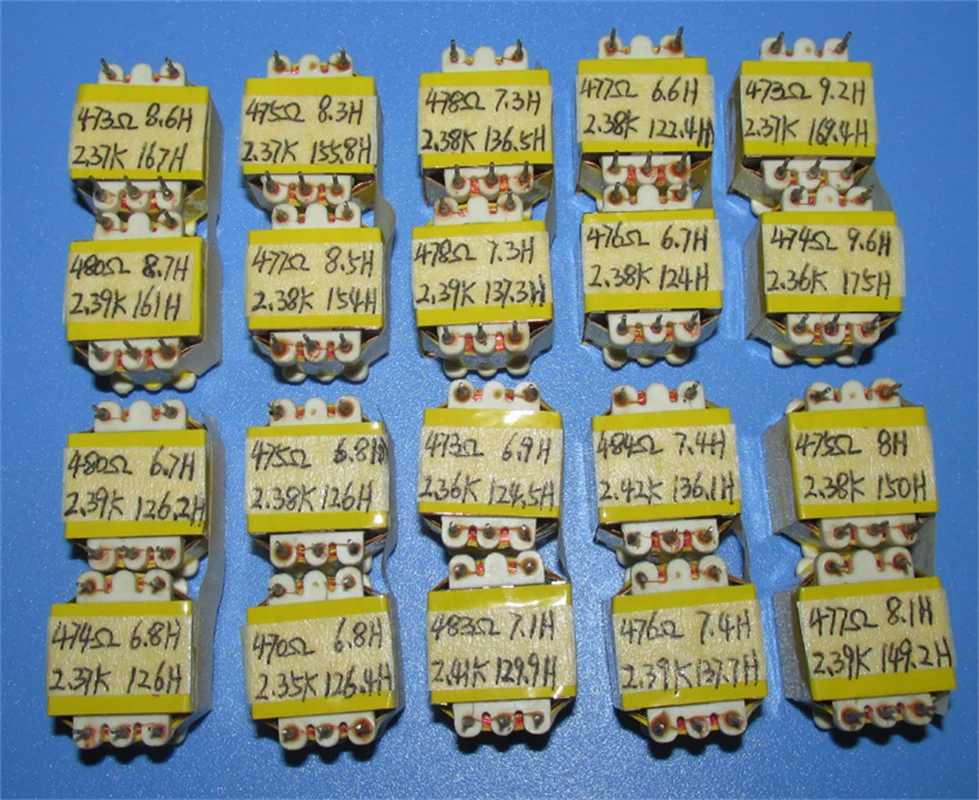 473Ω 8.6H
2.37K 167H
475Ω 8.3H
2.37K 155.8H
478Ω 7.3H
2.38K 136.5H
477Ω 6.6H
2.38K 122.4H
473Ω 9.2H
2.37K 169.4H
480Ω 8.7H
2.39K 161H
477Ω 8.5H
2.38K 154H
478Ω 7.3H
2.39K 137.3H
476Ω 6.7H
2.38K 124H
474Ω 9.6H
2.36K 175H
480Ω 6.7H
2.39K 126.2H
475Ω 6.8H
2.38K 126H
473Ω 6.9H
2.36K 124.5H
484Ω 7.4H
2.42K 136.1H
475Ω 8H
2.38K 150H
474Ω 6.8H
2.37K 126H
470Ω 6.8H
2.35K 126.4H
483Ω 7.1H
2.41K 129.9H
476Ω 7.4H
2.39K 137.7H
477Ω 8.1H
2.39K 149.2H